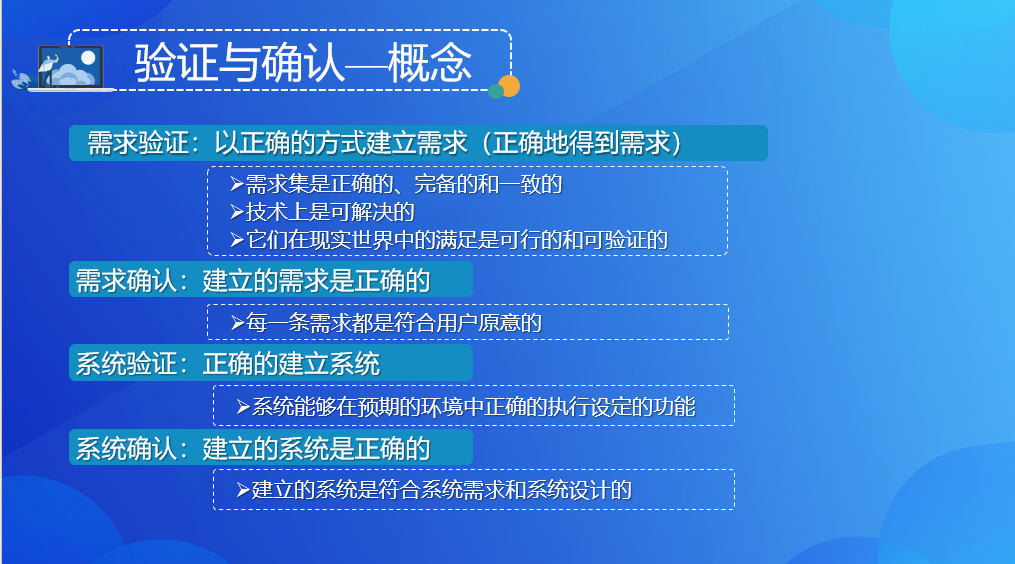 验证与确认—概念
需求验证：以正确的方式建立需求（正确地得到需求）
➢需求集是正确的、完备的和一致的
➢技术上是可解决的
➢它们在现实世界中的满足是可行的和可验证的
需求确认：建立的需求是正确的
➢每一条需求都是符合用户原意的
系统验证：正确的建立系统
➢系统能够在预期的环境中正确的执行设定的功能
系统确认：建立的系统是正确的
➢建立的系统是符合系统需求和系统设计的